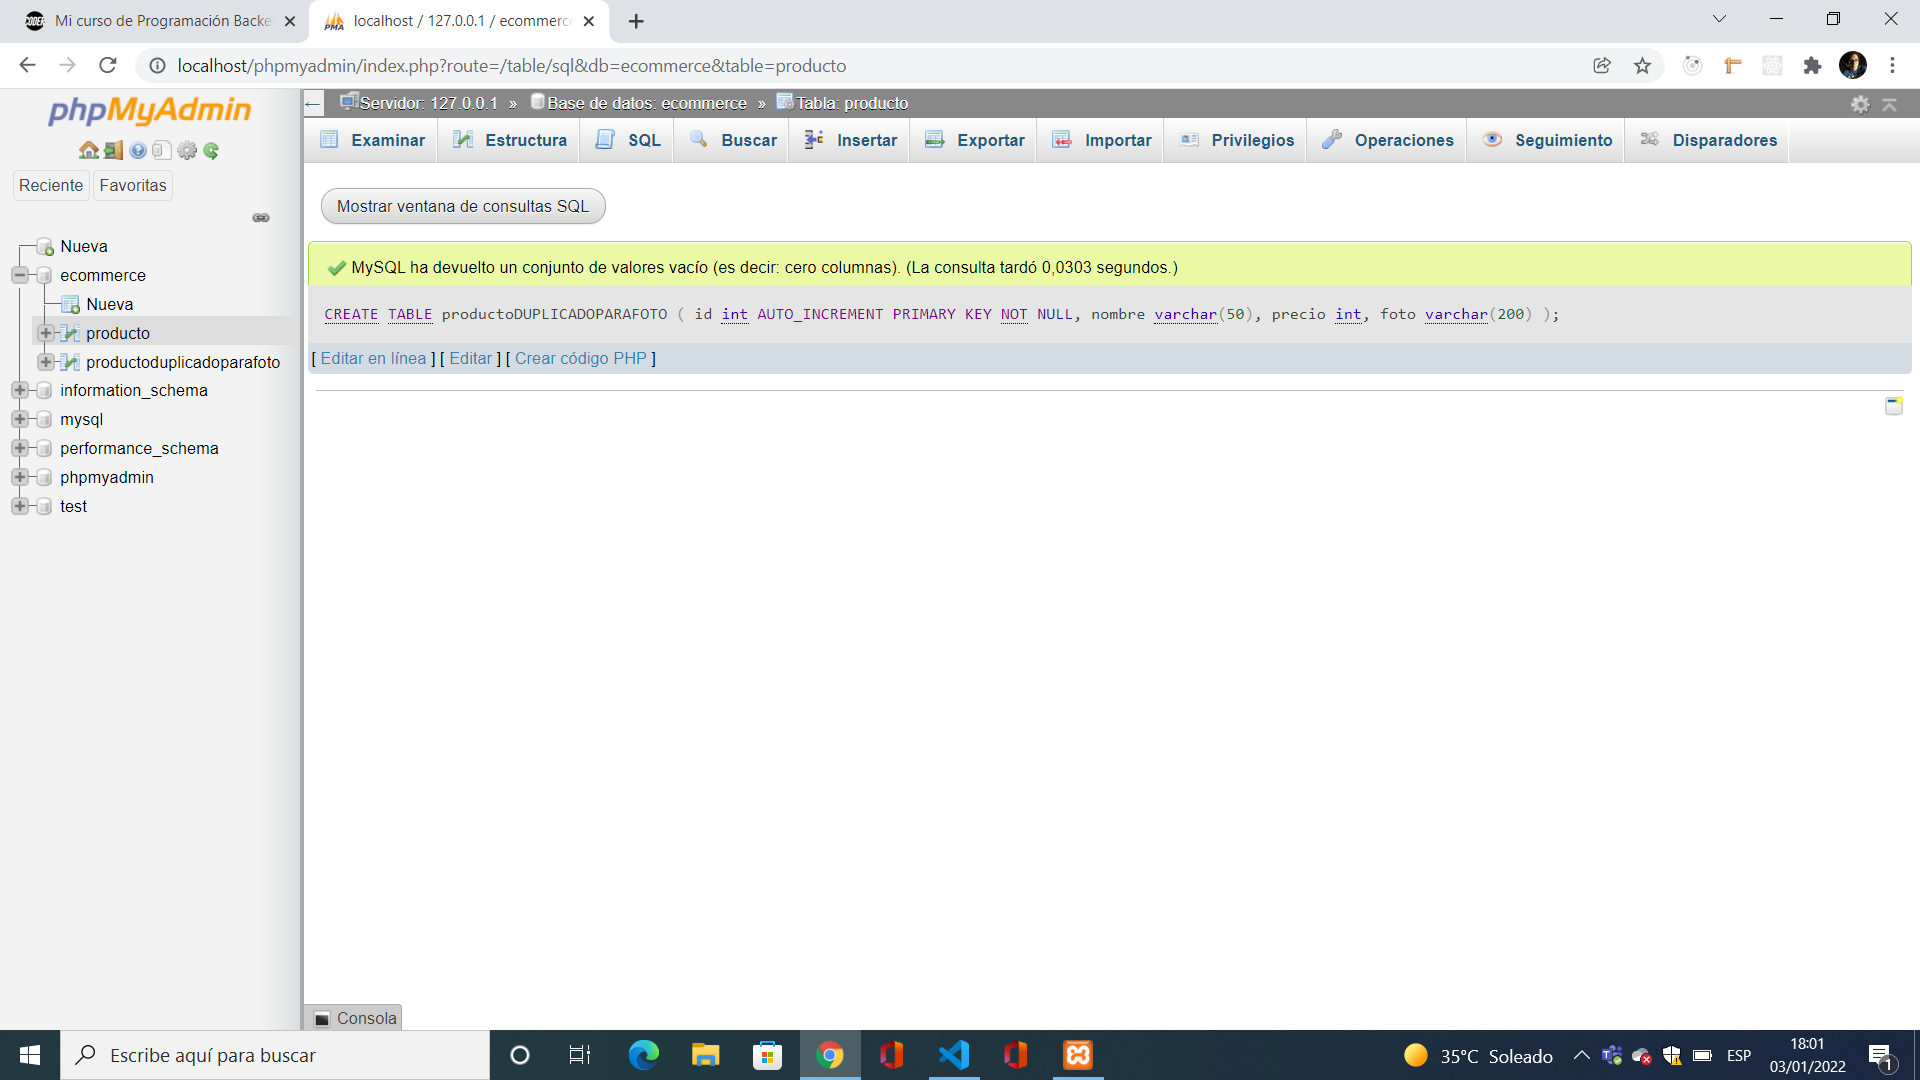 Mi curso de Programación Backe
localhost / 127.0.0.1 / ecommerc
localhost/phpmyadmin/index.php?route=/table/sql&db=ecommerce&table=producto
phpMyAdmin
Reciente
Favoritas
Nueva
ecommerce
Nueva
producto
productoduplicadoparafoto
information_schema
mysql
performance_schema
phpmyadmin
test
Servidor: 127.0.0.1 » Base de datos: ecommerce » Tabla: producto
Examinar Estructura SQL Buscar Insertar Exportar Importar Privilegios Operaciones Seguimiento Disparadores
Mostrar ventana de consultas SQL
MySQL ha devuelto un conjunto de valores vacío (es decir: cero columnas). (La consulta tardó 0,0303 segundos.)
CREATE TABLE productoDUPLICADOPARAFOTO ( id int AUTO_INCREMENT PRIMARY KEY NOT NULL, nombre varchar(50), precio int, foto varchar(200) );
[ Editar en línea ] [ Editar ] [ Crear código PHP ]
Consola
Escribe aquí para buscar
35°C Soleado
ESP
18:01
03/01/2022
1